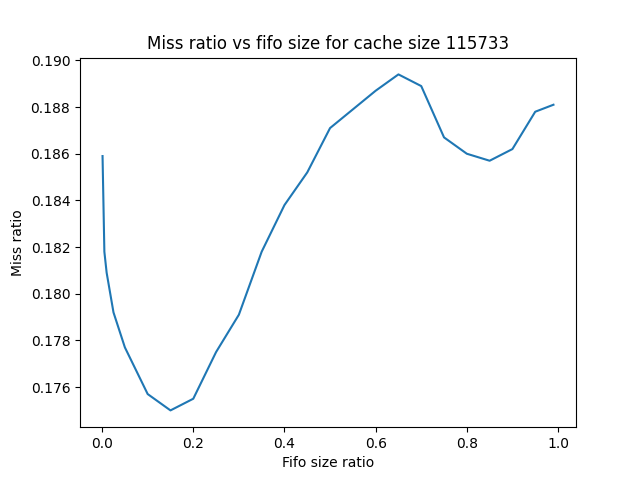 Miss ratio vs fifo size for cache size 115733
Miss ratio
0.190
0.188
0.186
0.184
0.182
0.180
0.178
0.176
0.0 0.2 0.4 0.6 0.8 1.0
Fifo size ratio